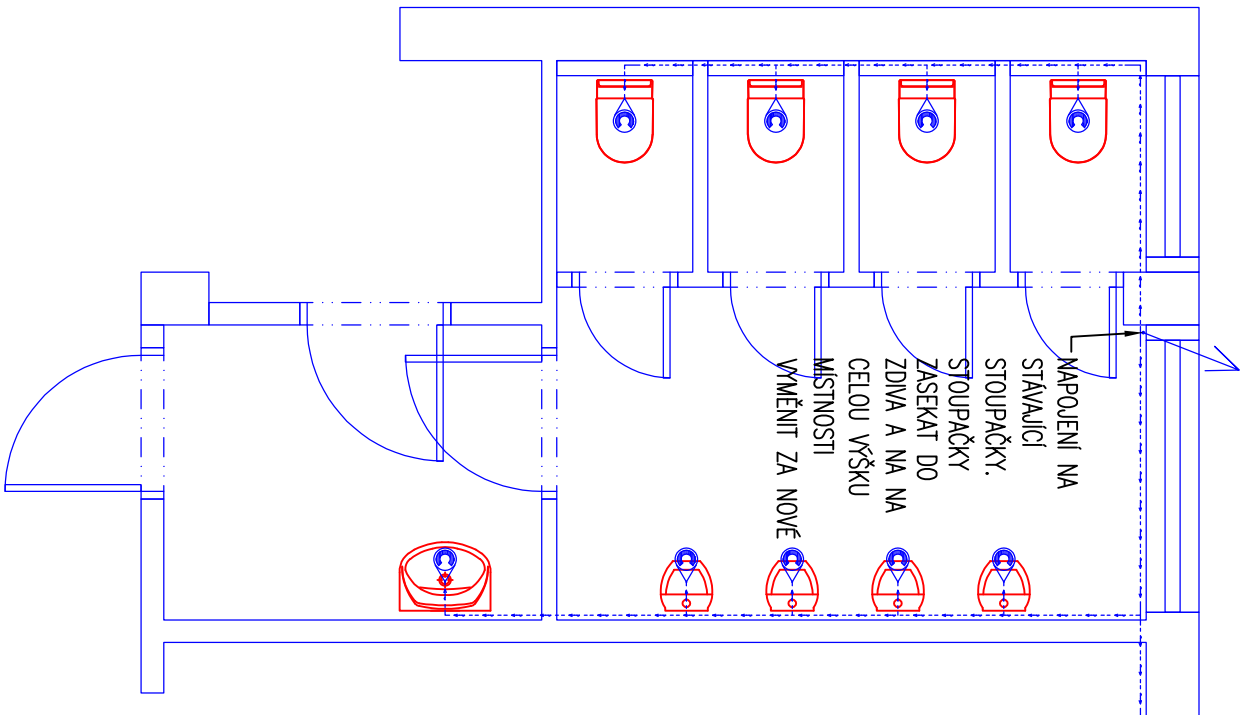 NAPOJENÍ NA
STÁVAJÍCÍ
STOUPAČKY.
STOUPAČKY
ZASEKAT DO
ZDIVA A NA NA
CELOU VÝŠKU
MÍSTNOSTI
VYMĚNIT ZA NOVÉ